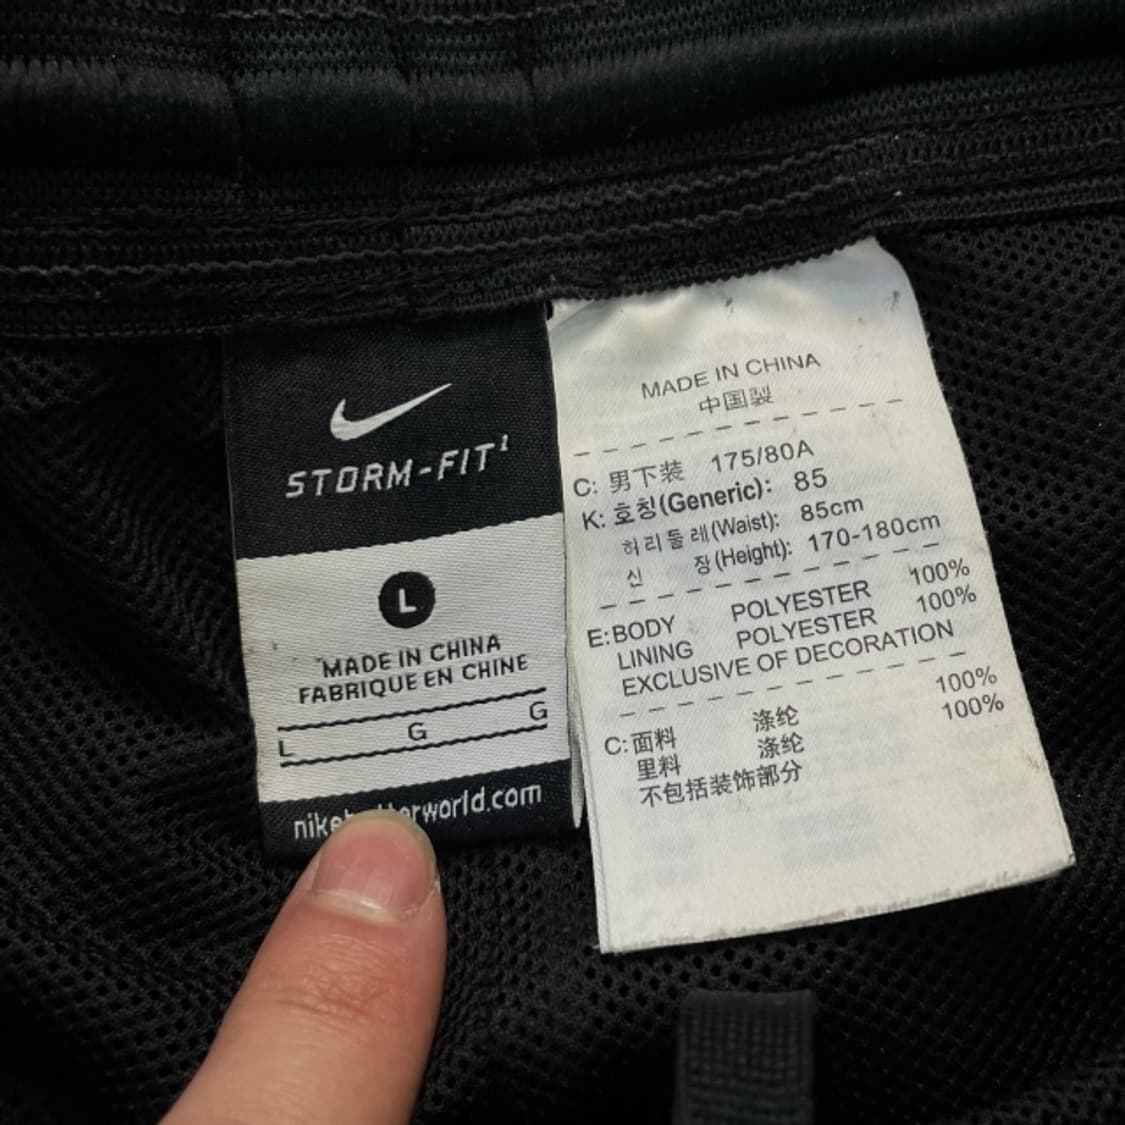 STORM-FIT¹
L
MADE IN CHINA
FABRIQUE EN CHINE
L G G
MADE IN CHINA
中国製
C: 男下装 175/80A
K: 호칭(Generic): 85
허리둘레(Waist): 85cm
신 장(Height): 170-180cm
E:BODY POLYESTER 100%
LINING POLYESTER 100%
EXCLUSIVE OF DECORATION
C:面料 涤纶 100%
里料 涤纶 100%
不包括装饰部分